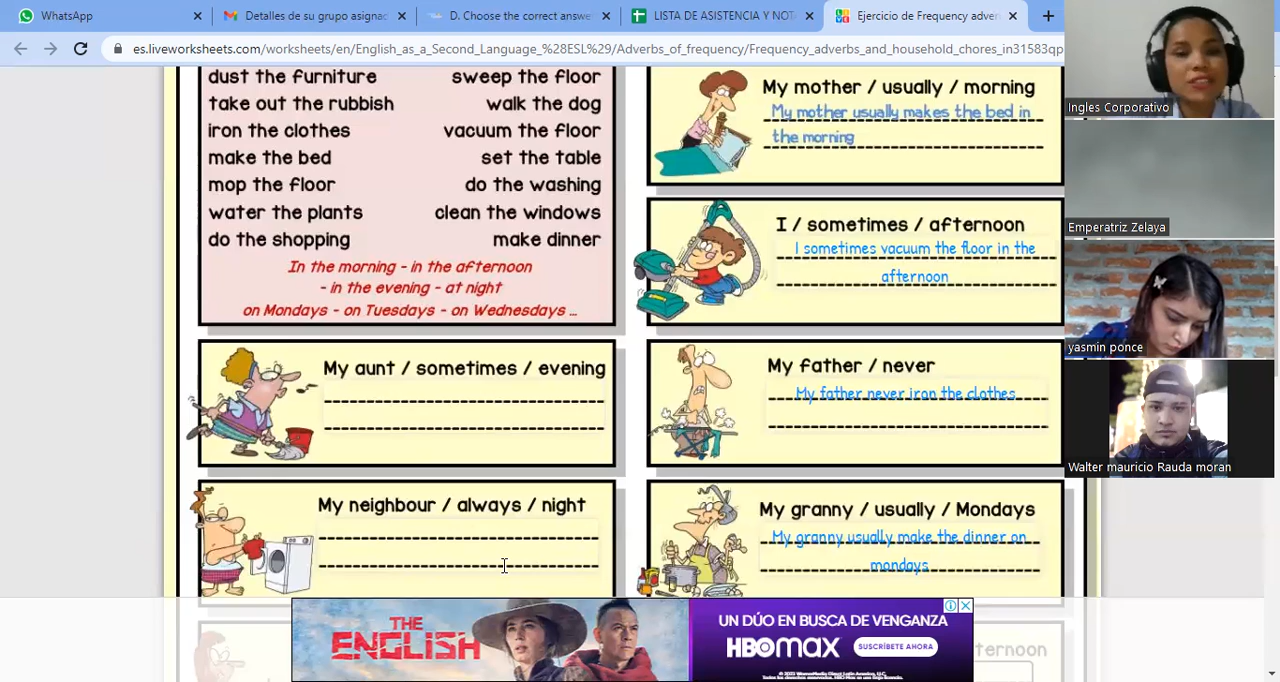 WhatsApp
Detalles de su grupo asignac
D. Choose the correct answe
LISTA DE ASISTENCIA Y NOT
Ejercicio de Frequency adver
es.liveworksheets.com/worksheets/en/English_as_a_Second_Language_%28ESL%29/Adverbs_of_frequency/Frequency_adverbs_and_household_chores_in31583qp
dust the furniture sweep the floor
take out the rubbish walk the dog
iron the clothes vacuum the floor
make the bed set the table
mop the floor do the washing
water the plants clean the windows
do the shopping make dinner
In the morning - in the afternoon
- in the evening - at night
on Mondays - on Tuesdays - on Wednesdays ...
My mother / usually / morning
My mother usually makes the bed in
the morning
I / sometimes / afternoon
I sometimes vacuum the floor in the
afternoon
My aunt / sometimes / evening
My father / never
My father never iron the clothes
My neighbour / always / night
My granny / usually / Mondays
My granny usually make the dinner on
mondays
ternoon
THE
ENGLISH
UN DÚO EN BUSCA DE VENGANZA
HBOmax
SUSCRÍBETE AHORA
Ingles Corporativo
Emperatriz Zelaya
yasmin ponce
Walter mauricio Rauda moran